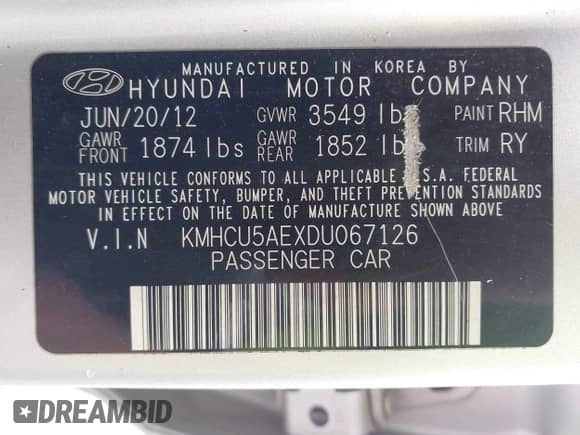 MANUFACTURED IN KOREA BY
HYUNDAI MOTOR COMPANY
JUN/20/12 GVWR 3549 lbs PAINT RHM
GAWR FRONT 1874 lbs GAWR REAR 1852 lbs TRIM RY
THIS VEHICLE CONFORMS TO ALL APPLICABLE U.S.A. FEDERAL
MOTOR VEHICLE SAFETY, BUMPER, AND THEFT PREVENTION STANDARDS
IN EFFECT ON THE DATE OF MANUFACTURE SHOWN ABOVE
V.I.N KMHCU5AEXDU067126
PASSENGER CAR
DREAMBID